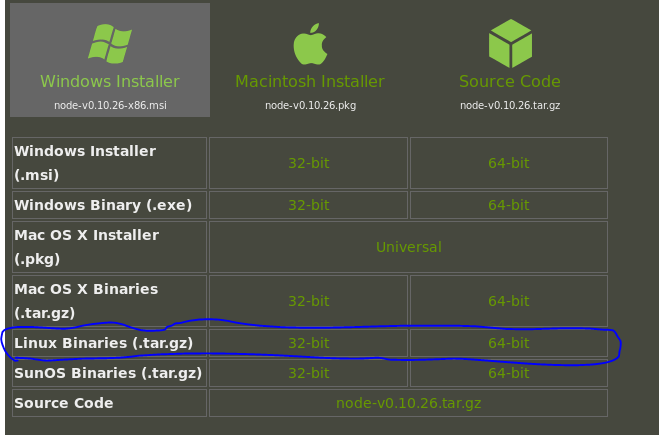 Windows Installer Macintosh Installer Source Code
node-v0.10.26-x86.msi node-v0.10.26.pkg node-v0.10.26.tar.gz
Windows Installer
(.msi) 32-bit 64-bit
Windows Binary (.exe) 32-bit 64-bit
Mac OS X Installer
(.pkg) Universal
Mac OS X Binaries
(.tar.gz) 32-bit 64-bit
Linux Binaries (.tar.gz) 32-bit 64-bit
SunOS Binaries (.tar.gz) 32-bit 64-bit
Source Code node-v0.10.26.tar.gz